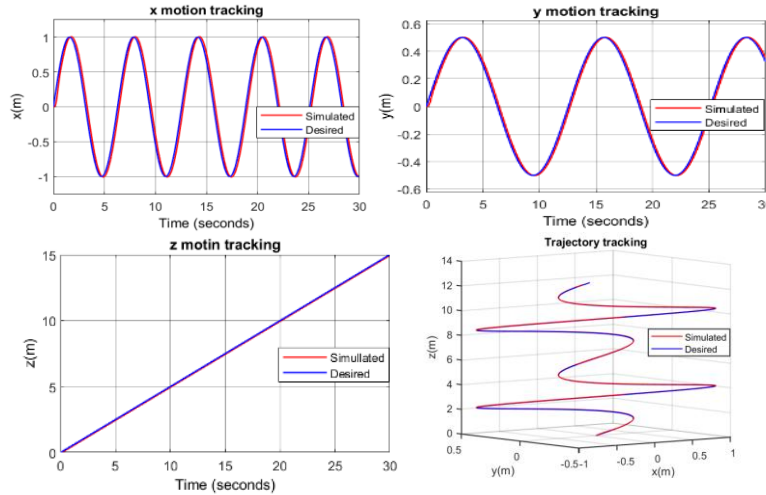 x motion tracking
1
0.5
0
-0.5
-1
x(m)
0 5 10 15 20 25 30
Time (seconds)
Simulated
Desired
y motion tracking
0.6
0.4
0.2
0
-0.2
-0.4
-0.6
y(m)
0 5 10 15 20 25 30
Time (seconds)
Simulated
Desired
z motin tracking
15
10
5
0
z(m)
0 5 10 15 20 25 30
Time (seconds)
Simullated
Desired
Trajectory tracking
14
12
10
8
6
4
2
0
z(m)
0.5 0 -0.5
y(m)
-1 -0.5 0 0.5 1
x(m)
Simulated
Desired